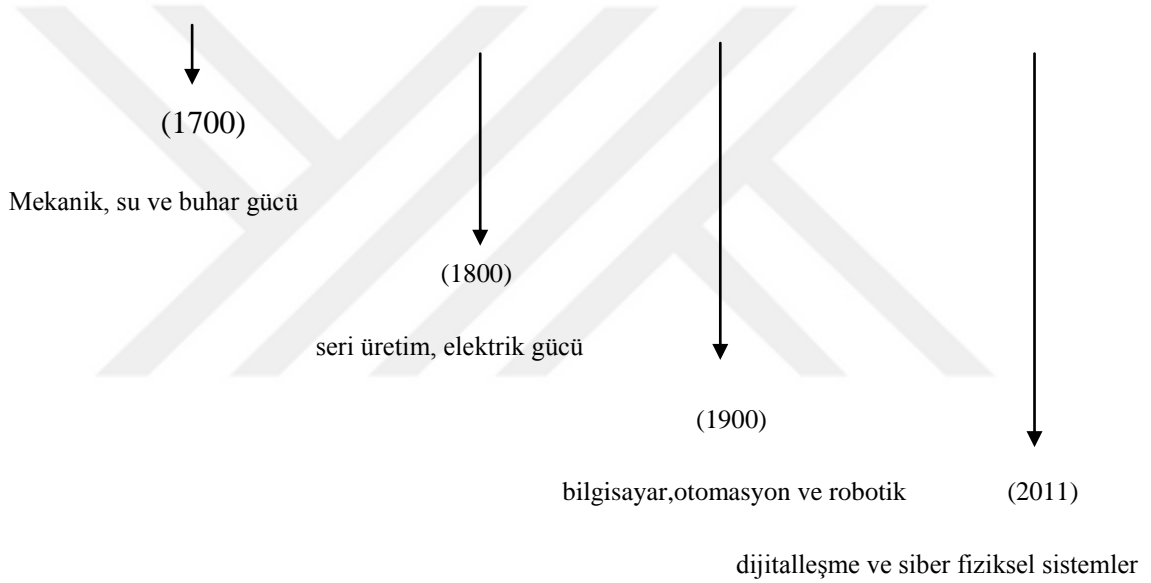 (1700)
Mekanik, su ve buhar gücü
(1800)
seri üretim, elektrik gücü
(1900)
bilgisayar,otomasyon ve robotik
(2011)
dijitalleşme ve siber fiziksel sistemler